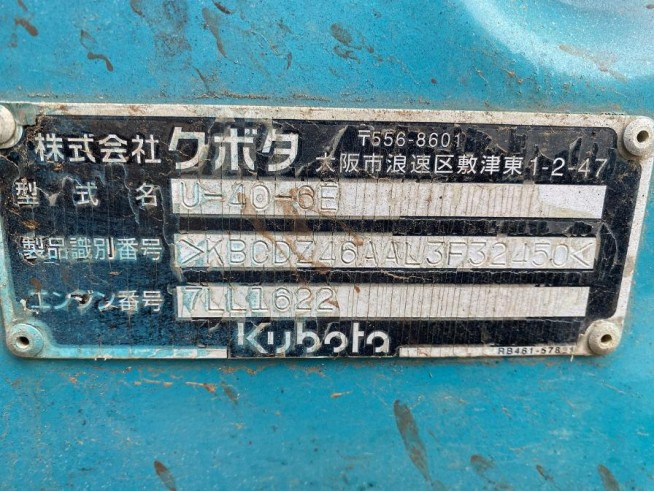 株式会社 クボタ
〒556-8601
大阪市浪速区敷津東1-2-47
型式名 U-40-6E
製品識別番号 >KBCDZ46AAL3F32450<
エンジン番号 7LL1622
Kubota